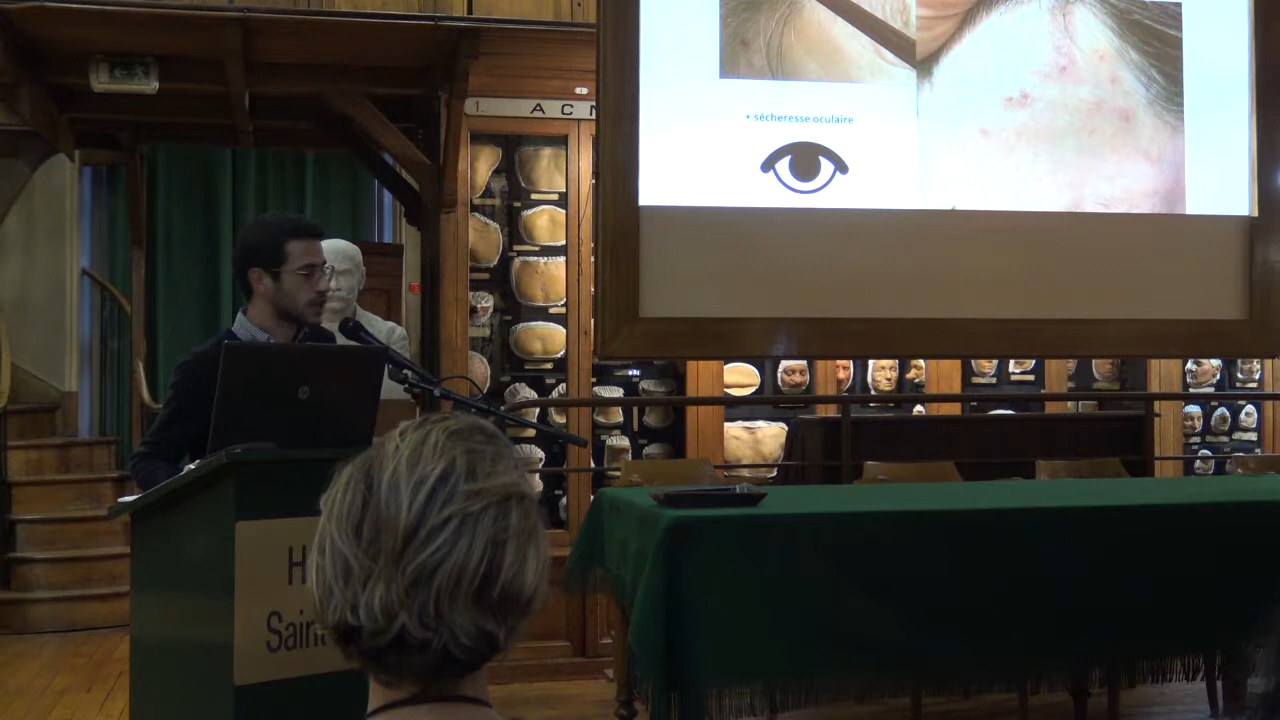 + sécheresse oculaire
1. ACN
H
Saint